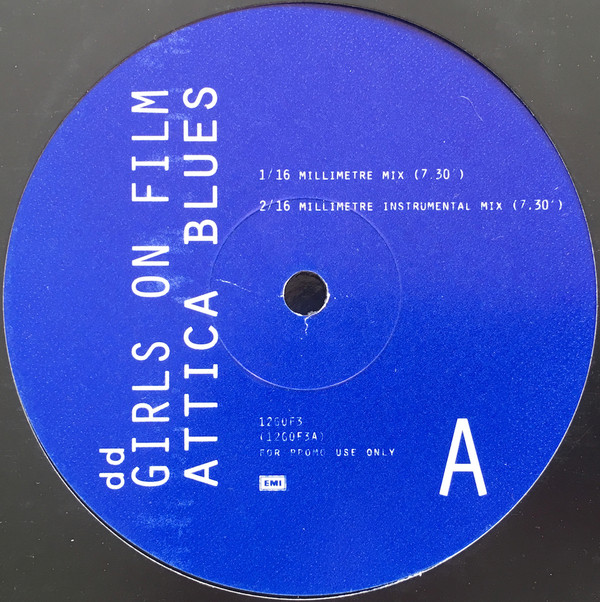 dd
GIRLS ON FILM
ATTICA BLUES
1/16 MILLIMETRE MIX (7.30')
2/16 MILLIMETRE INSTRUMENTAL MIX (7.30')
12GOF3
(12GOF3A)
FOR PROMO USE ONLY
EMI
A